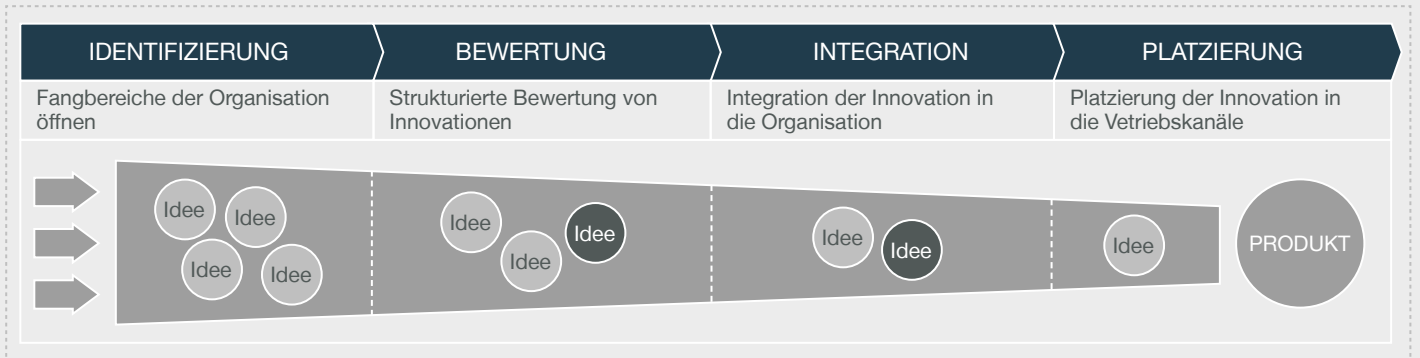 IDENTIFIZIERUNG
BEWERTUNG
INTEGRATION
PLATZIERUNG
Fangbereiche der Organisation
öffnen
Strukturierte Bewertung von
Innovationen
Integration der Innovation in
die Organisation
Platzierung der Innovation in
die Vetriebskanäle
Idee
Idee
Idee
Idee
Idee
Idee
Idee
Idee
Idee
Idee
PRODUKT